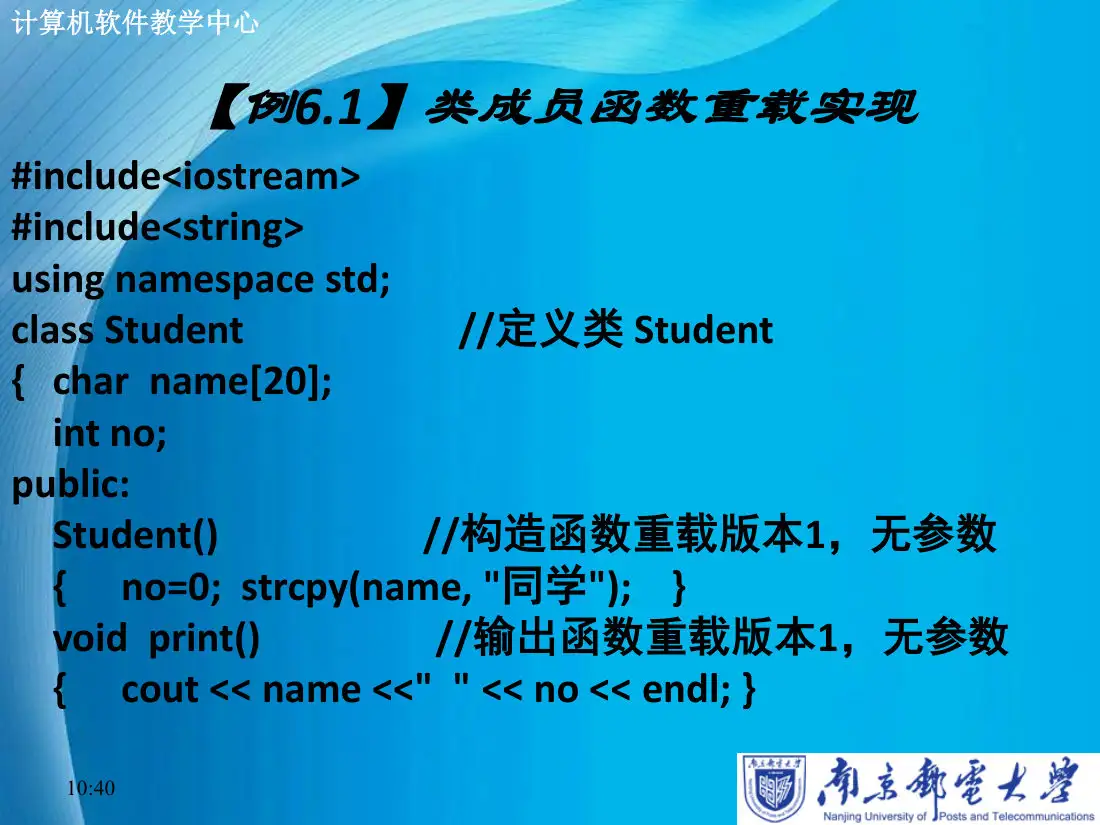 计算机软件教学中心
【例6.1】类成员函数重载实现
#include<iostream>
#include<string>
using namespace std;
class Student //定义类 Student
{ char name[20];
int no;
public:
Student() //构造函数重载版本1，无参数
{ no=0; strcpy(name, "同学"); }
void print() //输出函数重载版本1，无参数
{ cout << name <<" " << no << endl; }
10:40
南京郵電大学
Nanjing University of Posts and Telecommunications